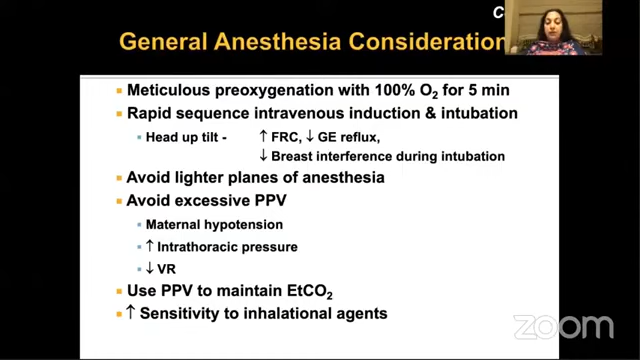 General Anesthesia Consideration
Meticulous preoxygenation with 100% O₂ for 5 min
Rapid sequence intravenous induction & intubation
Head up tilt - ↑ FRC, ↓ GE reflux,
↓ Breast interference during intubation
Avoid lighter planes of anesthesia
Avoid excessive PPV
Maternal hypotension
↑ Intrathoracic pressure
↓ VR
Use PPV to maintain EtCO₂
↑ Sensitivity to inhalational agents
zoom